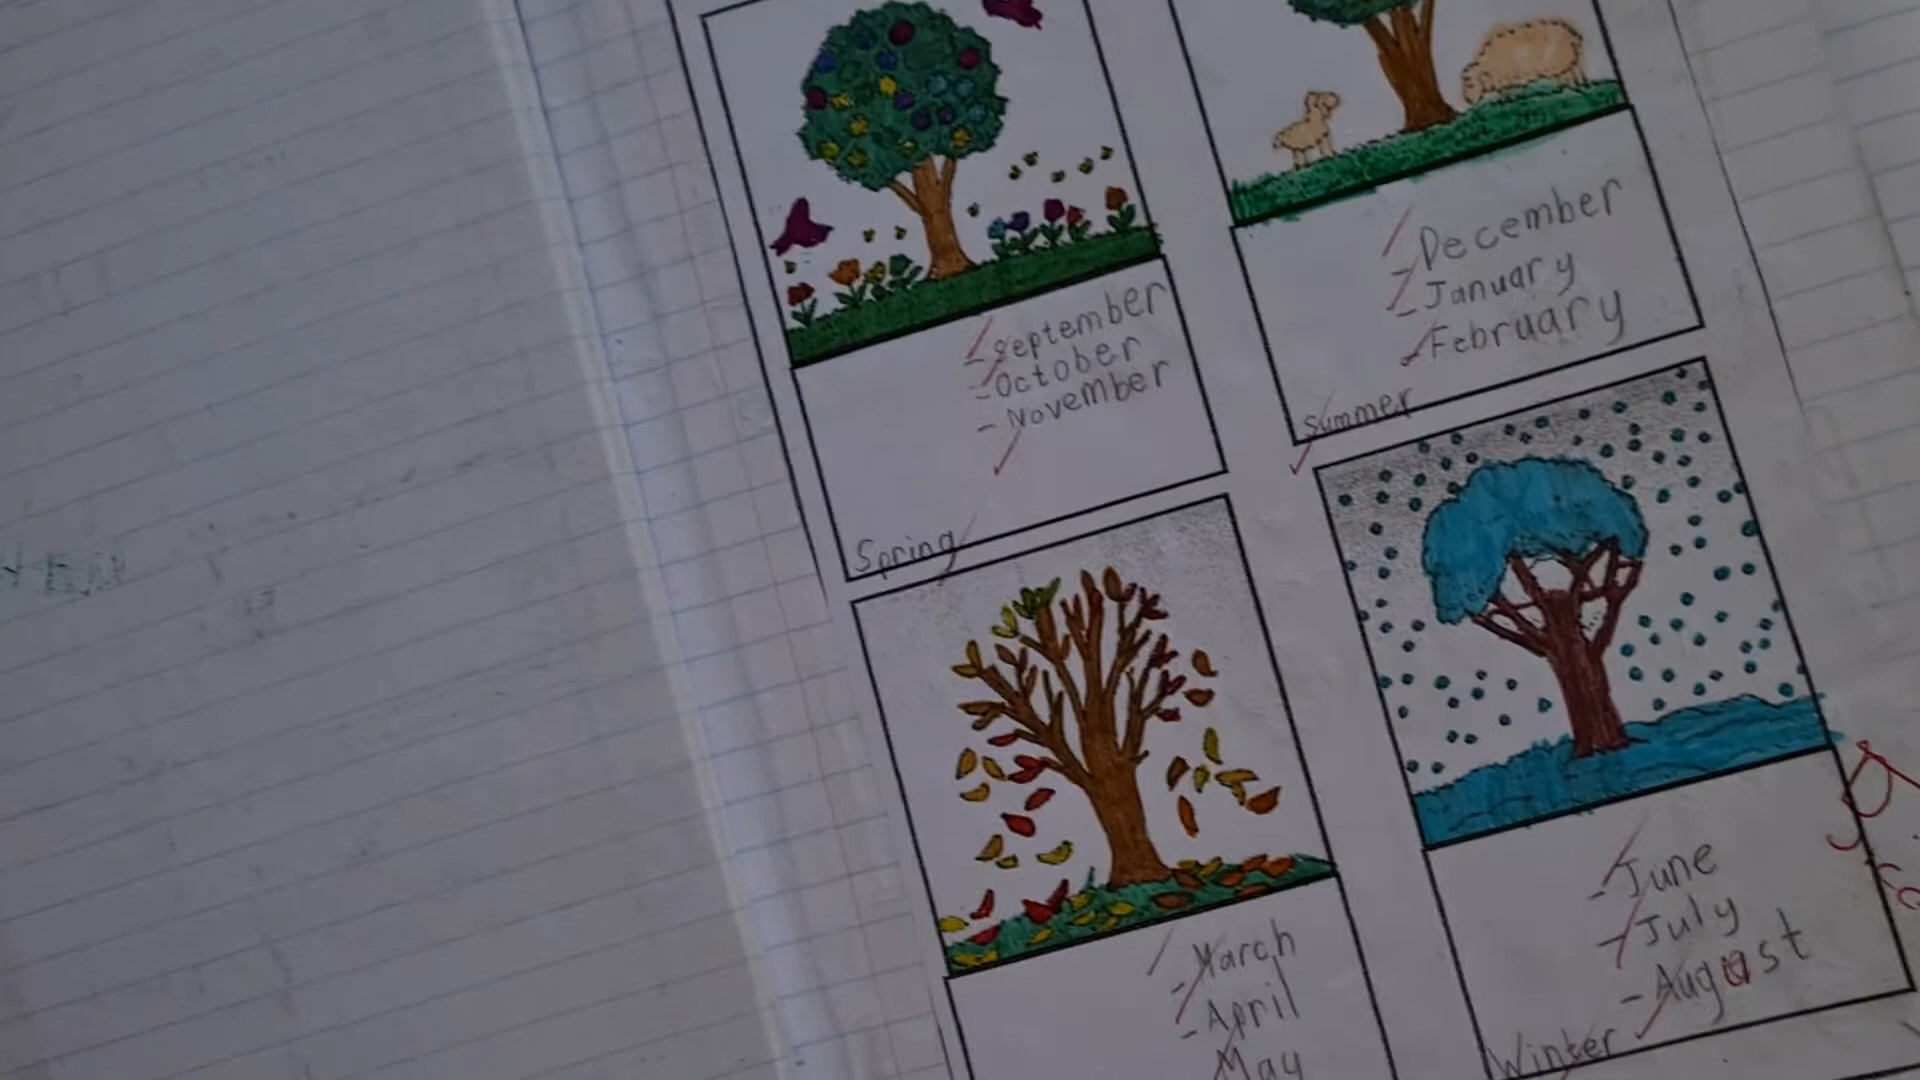 - September
- October
- November
Spring
- December
- January
- February
Summer
- March
- April
May
- June
- July
- August
Winter